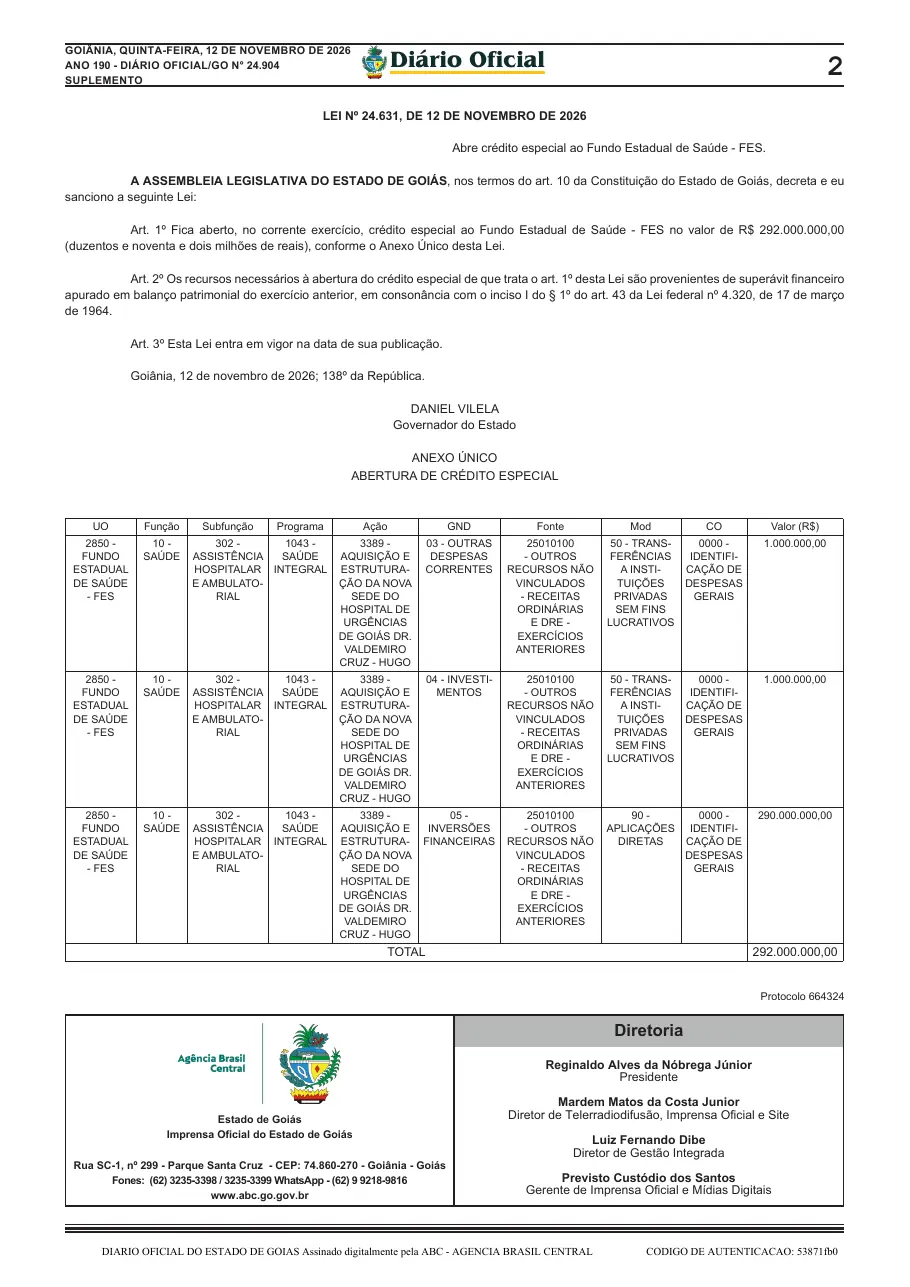 GOIÂNIA, QUINTA-FEIRA, 12 DE NOVEMBRO DE 2026
ANO 190 - DIÁRIO OFICIAL/GO N° 24.904
SUPLEMENTO
Diário Oficial
2
LEI Nº 24.631, DE 12 DE NOVEMBRO DE 2026
Abre crédito especial ao Fundo Estadual de Saúde - FES.
A ASSEMBLEIA LEGISLATIVA DO ESTADO DE GOIÁS, nos termos do art. 10 da Constituição do Estado de Goiás, decreta e eu
sanciono a seguinte Lei:
Art. 1º Fica aberto, no corrente exercício, crédito especial ao Fundo Estadual de Saúde - FES no valor de R$ 292.000.000,00
(duzentos e noventa e dois milhões de reais), conforme o Anexo Único desta Lei.
Art. 2º Os recursos necessários à abertura do crédito especial de que trata o art. 1º desta Lei são provenientes de superávit financeiro
apurado em balanço patrimonial do exercício anterior, em consonância com o inciso I do § 1º do art. 43 da Lei federal nº 4.320, de 17 de março
de 1964.
Art. 3º Esta Lei entra em vigor na data de sua publicação.
Goiânia, 12 de novembro de 2026; 138º da República.
DANIEL VILELA
Governador do Estado
ANEXO ÚNICO
ABERTURA DE CRÉDITO ESPECIAL
UO Função Subfunção Programa Ação GND Fonte Mod CO Valor (R$)
2850 - 10 - 302 - 1043 - 3389 - 03 - OUTRAS 25010100 50 - TRANS- 0000 - 1.000.000,00
FUNDO SAÚDE ASSISTÊNCIA SAÚDE AQUISIÇÃO E DESPESAS - OUTROS FERÊNCIAS IDENTIFI-
ESTADUAL HOSPITALAR INTEGRAL ESTRUTURA- CORRENTES RECURSOS NÃO A INSTI- CAÇÃO DE
DE SAÚDE E AMBULATO- ÇÃO DA NOVA VINCULADOS TUIÇÕES DESPESAS
- FES RIAL SEDE DO - RECEITAS PRIVADAS GERAIS
HOSPITAL DE ORDINÁRIAS SEM FINS
URGÊNCIAS E DRE - LUCRATIVOS
DE GOIÁS DR. EXERCÍCIOS
VALDEMIRO ANTERIORES
CRUZ - HUGO
2850 - 10 - 302 - 1043 - 3389 - 04 - INVESTI- 25010100 50 - TRANS- 0000 - 1.000.000,00
FUNDO SAÚDE ASSISTÊNCIA SAÚDE AQUISIÇÃO E MENTOS - OUTROS FERÊNCIAS IDENTIFI-
ESTADUAL HOSPITALAR INTEGRAL ESTRUTURA- RECURSOS NÃO A INSTI- CAÇÃO DE
DE SAÚDE E AMBULATO- ÇÃO DA NOVA VINCULADOS TUIÇÕES DESPESAS
- FES RIAL SEDE DO - RECEITAS PRIVADAS GERAIS
HOSPITAL DE ORDINÁRIAS SEM FINS
URGÊNCIAS E DRE - LUCRATIVOS
DE GOIÁS DR. EXERCÍCIOS
VALDEMIRO ANTERIORES
CRUZ - HUGO
2850 - 10 - 302 - 1043 - 3389 - 05 - 25010100 90 - 0000 - 290.000.000,00
FUNDO SAÚDE ASSISTÊNCIA SAÚDE AQUISIÇÃO E INVERSÕES - OUTROS APLICAÇÕES IDENTIFI-
ESTADUAL HOSPITALAR INTEGRAL ESTRUTURA- FINANCEIRAS RECURSOS NÃO DIRETAS CAÇÃO DE
DE SAÚDE E AMBULATO- ÇÃO DA NOVA VINCULADOS DESPESAS
- FES RIAL SEDE DO - RECEITAS GERAIS
HOSPITAL DE ORDINÁRIAS
URGÊNCIAS E DRE -
DE GOIÁS DR. EXERCÍCIOS
VALDEMIRO ANTERIORES
CRUZ - HUGO
TOTAL 292.000.000,00
Protocolo 664324
Agência Brasil
Central
Estado de Goiás
Imprensa Oficial do Estado de Goiás
Rua SC-1, nº 299 - Parque Santa Cruz - CEP: 74.860-270 - Goiânia - Goiás
Fones: (62) 3235-3398 / 3235-3399 WhatsApp - (62) 9 9218-9816
www.abc.go.gov.br
Diretoria
Reginaldo Alves da Nóbrega Júnior
Presidente
Mardem Matos da Costa Junior
Diretor de Telerradiodifusão, Imprensa Oficial e Site
Luiz Fernando Dibe
Diretor de Gestão Integrada
Previsto Custódio dos Santos
Gerente de Imprensa Oficial e Mídias Digitais
DIARIO OFICIAL DO ESTADO DE GOIAS Assinado digitalmente pela ABC - AGENCIA BRASIL CENTRAL CODIGO DE AUTENTICACAO: 53871fb0